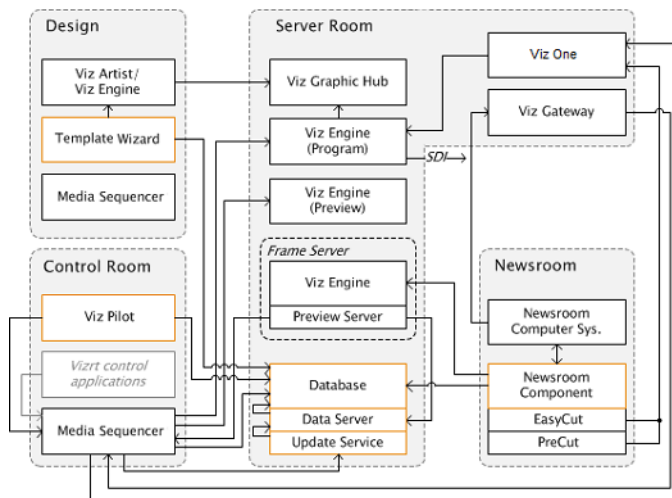 Design
Viz Artist/
Viz Engine
Template Wizard
Media Sequencer
Server Room
Viz Graphic Hub
Viz Engine
(Program)
SDI
Viz Engine
(Preview)
Frame Server
Viz Engine
Preview Server
Database
Data Server
Update Service
Viz One
Viz Gateway
Control Room
Viz Pilot
Vizrt control
applications
Media Sequencer
Newsroom
Newsroom
Computer Sys.
Newsroom
Component
EasyCut
PreCut